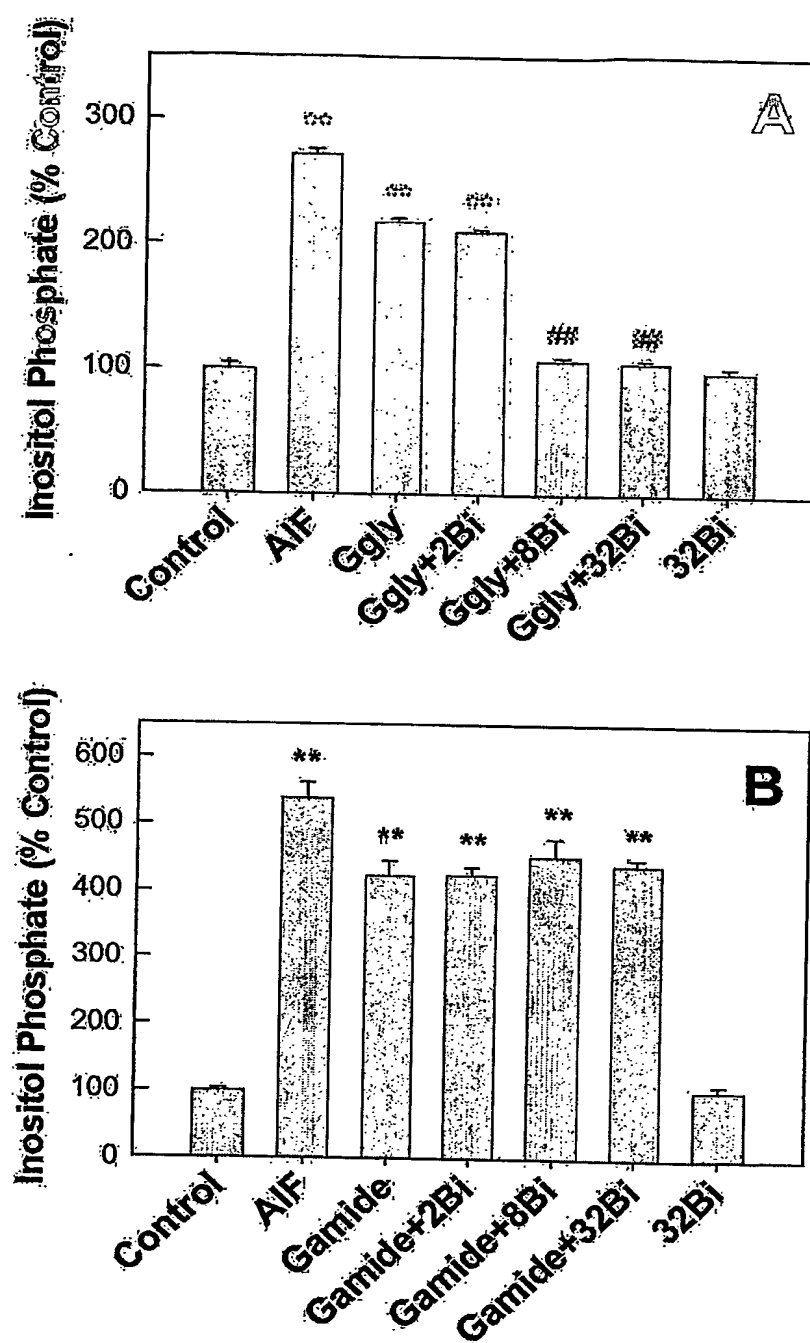 A
Inositol Phosphate (% Control)
300
200
100
0
**
**
**
##
##
Control
AlF
Ggly
Ggly+2Bi
Ggly+8Bi
Ggly+32Bi
32Bi
B
Inositol Phosphate (% Control)
600
500
400
300
200
100
0
**
**
**
**
**
Control
AlF
Gamide
Gamide+2Bi
Gamide+8Bi
Gamide+32Bi
32Bi